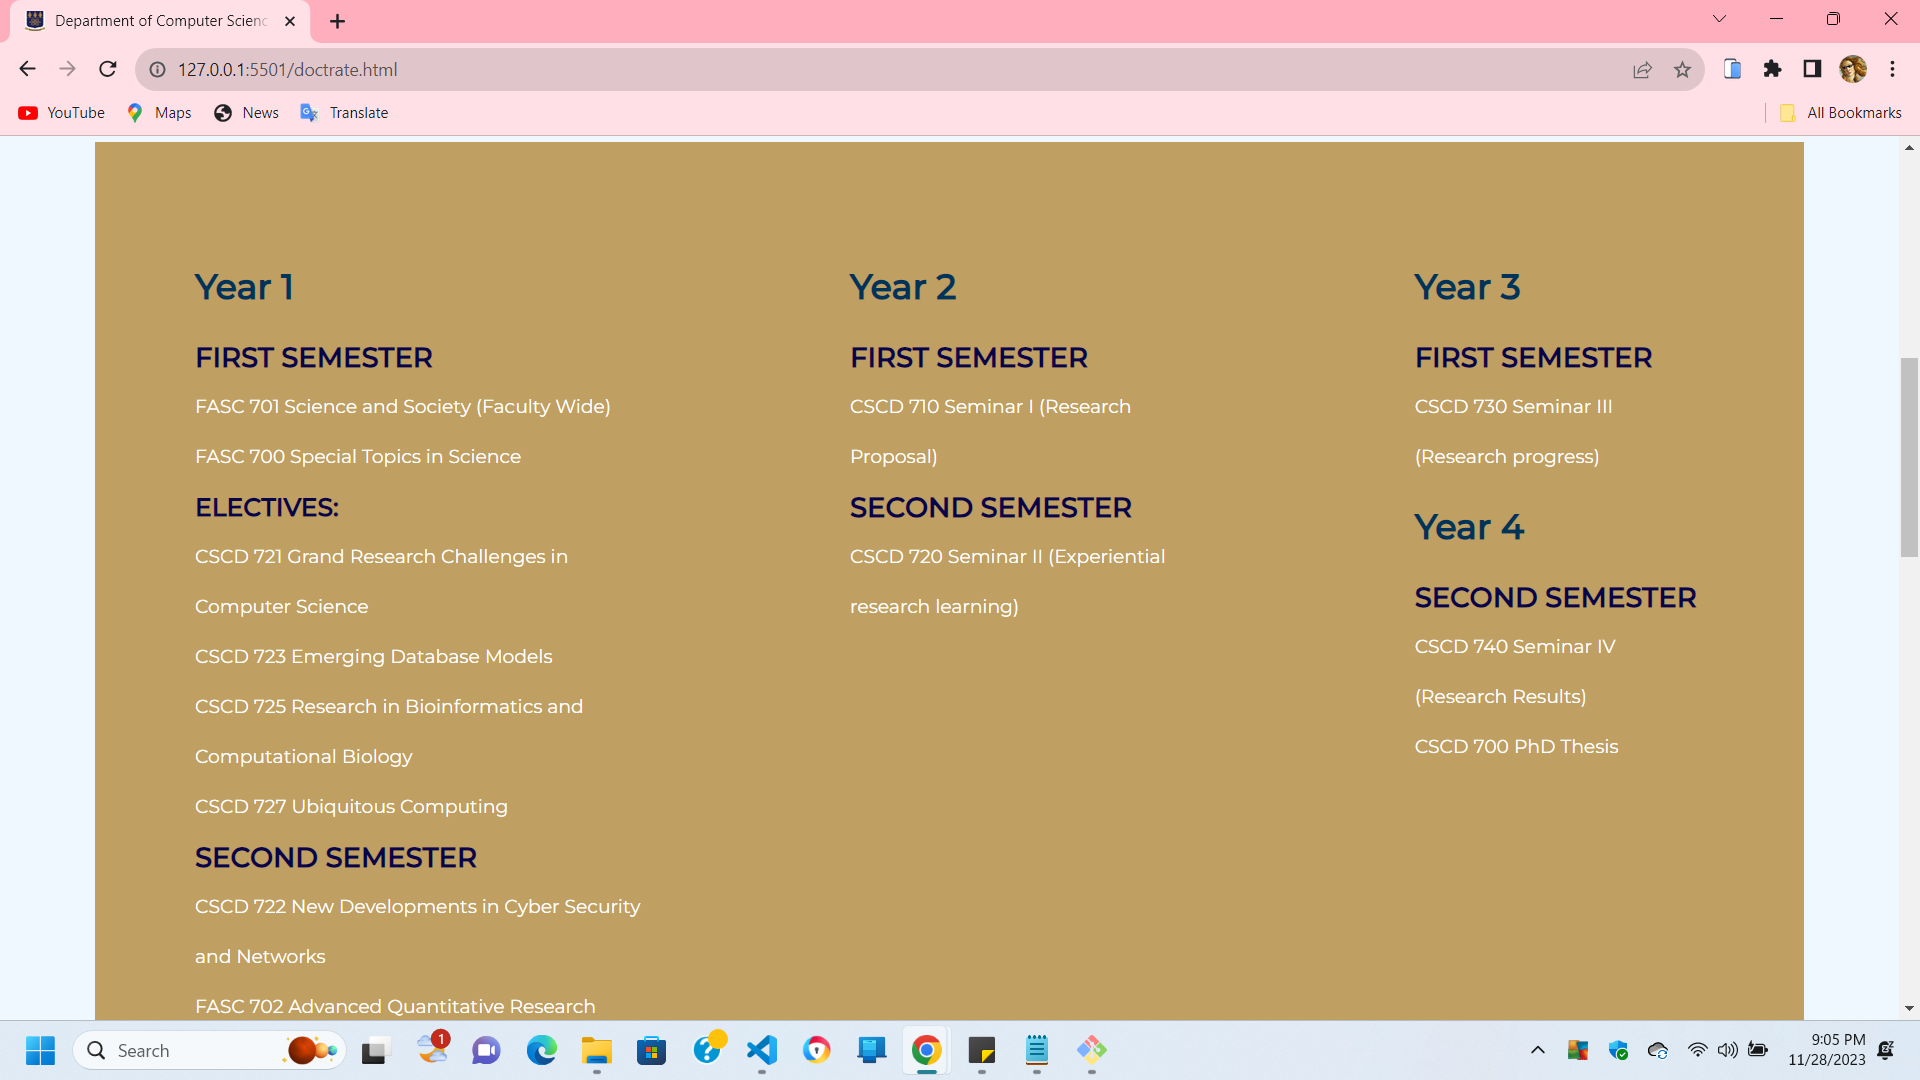 Department of Computer Scienc
127.0.0.1:5501/doctrate.html
YouTube
Maps
News
Translate
All Bookmarks
Year 1
FIRST SEMESTER
FASC 701 Science and Society (Faculty Wide)
FASC 700 Special Topics in Science
ELECTIVES:
CSCD 721 Grand Research Challenges in
Computer Science
CSCD 723 Emerging Database Models
CSCD 725 Research in Bioinformatics and
Computational Biology
CSCD 727 Ubiquitous Computing
SECOND SEMESTER
CSCD 722 New Developments in Cyber Security
and Networks
FASC 702 Advanced Quantitative Research
Year 2
FIRST SEMESTER
CSCD 710 Seminar I (Research
Proposal)
SECOND SEMESTER
CSCD 720 Seminar II (Experiential
research learning)
Year 3
FIRST SEMESTER
CSCD 730 Seminar III
(Research progress)
Year 4
SECOND SEMESTER
CSCD 740 Seminar IV
(Research Results)
CSCD 700 PhD Thesis
Search
1
9:05 PM
11/28/2023